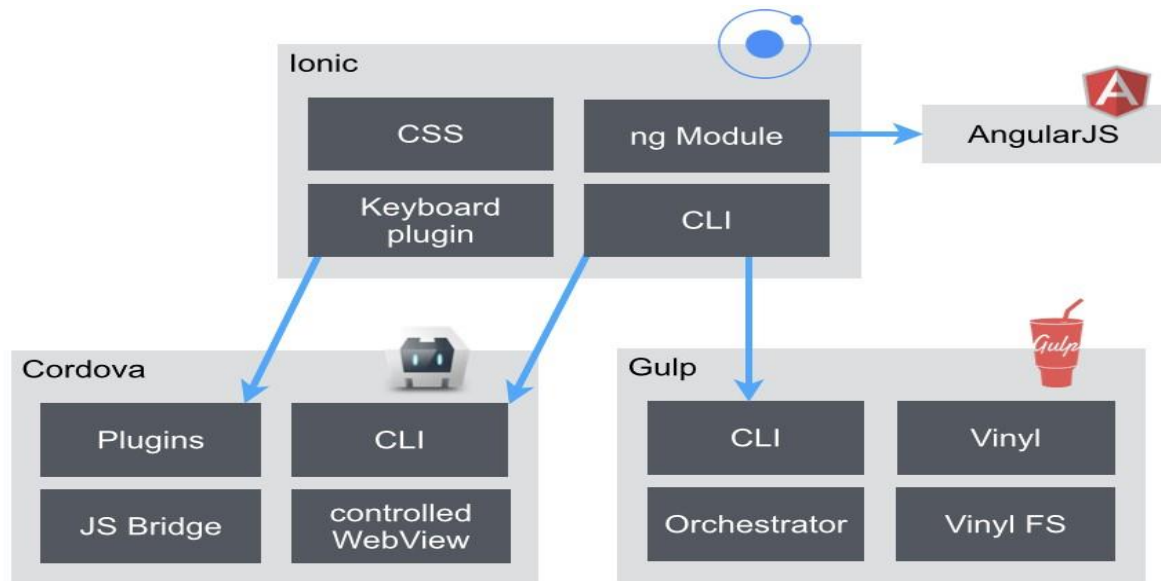 Ionic
CSS
ng Module
AngularJS
Keyboard
plugin
CLI
Cordova
Plugins
CLI
JS Bridge
controlled
WebView
Gulp
Gulp
CLI
Vinyl
Orchestrator
Vinyl FS